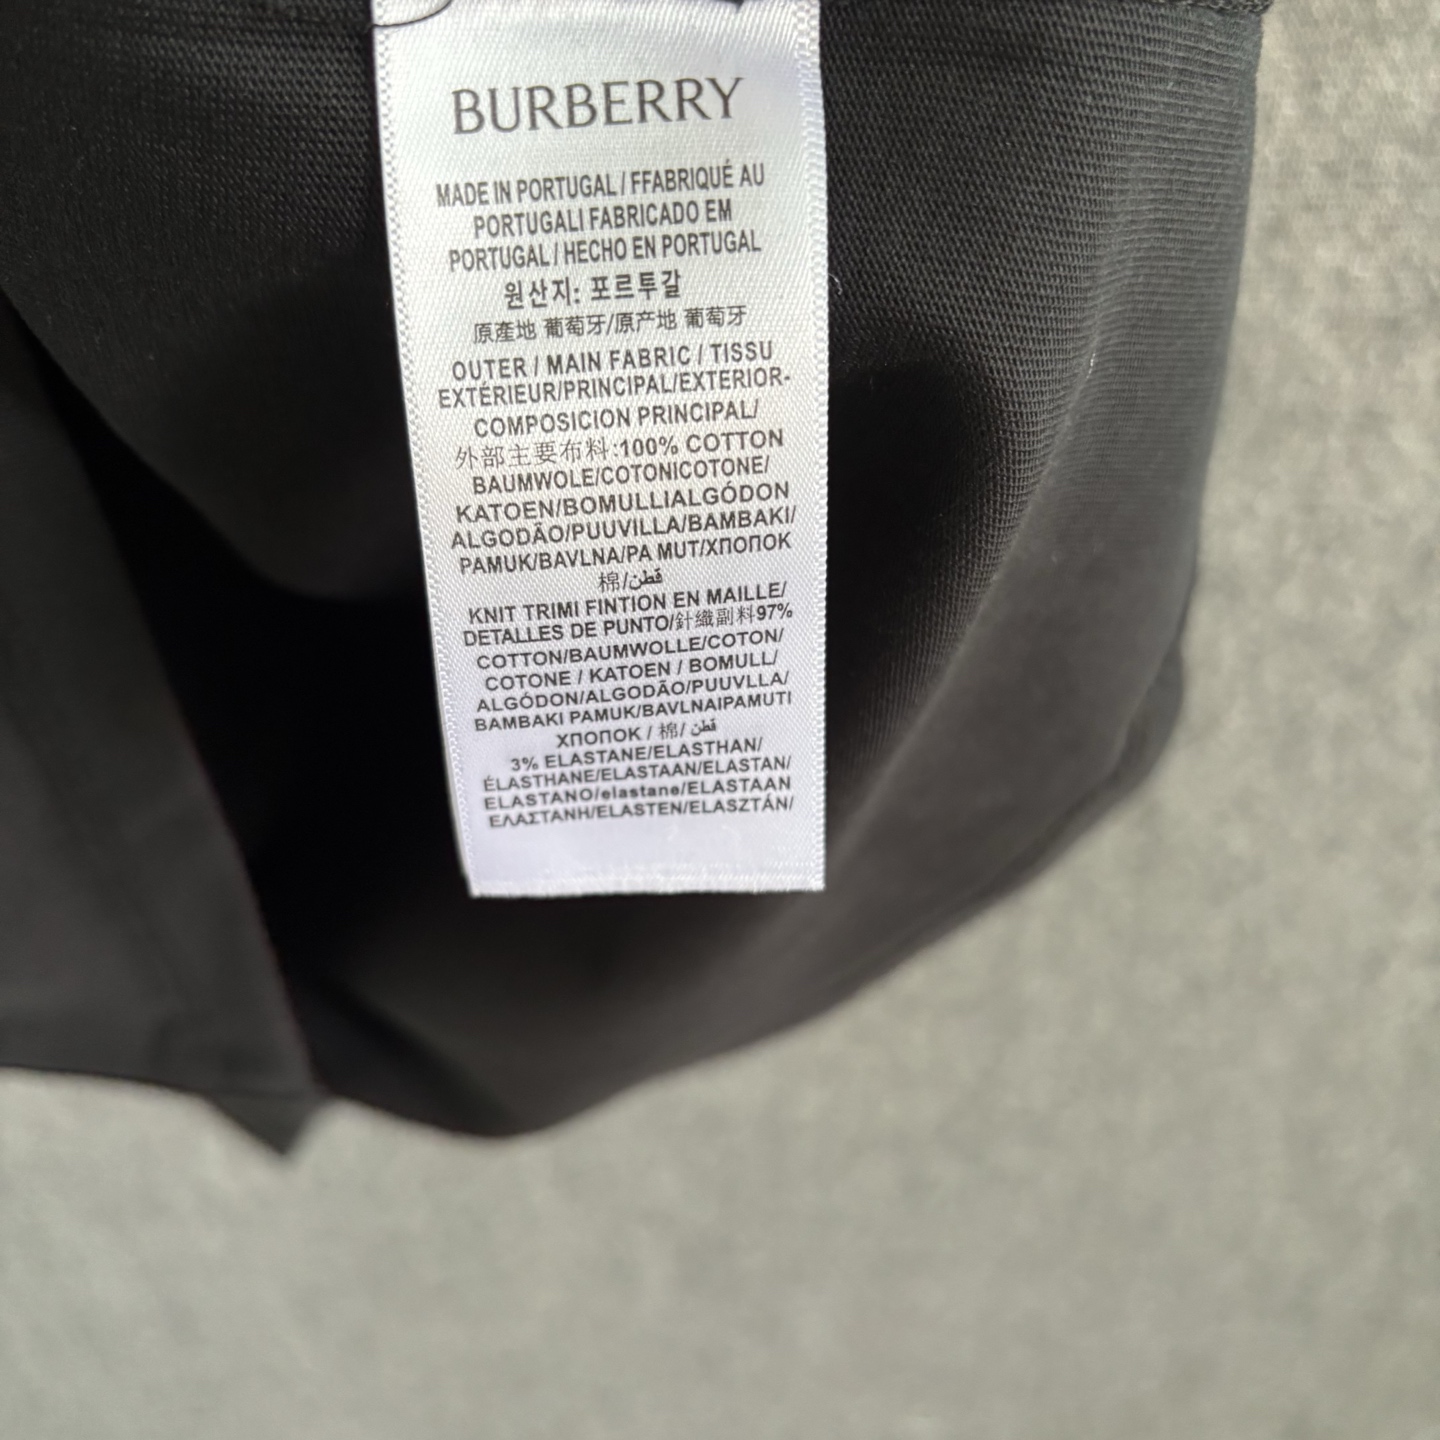 BURBERRY
MADE IN PORTUGAL / FFABRIQUÉ AU
PORTUGALI FABRICADO EM
PORTUGAL / HECHO EN PORTUGAL
원산지: 포르투갈
原產地 葡萄牙/原产地 葡萄牙
OUTER / MAIN FABRIC / TISSU
EXTÉRIEUR/PRINCIPAL/EXTERIOR-
COMPOSICION PRINCIPAL/
外部主要布料:100% COTTON
BAUMWOLE/COTONICOTONE/
KATOEN/BOMULLIALGÓDON
ALGODÃO/PUUVILLA/BAMBAKI/
PAMUK/BAVLNA/PA MUT/ХПОПОК
棉/قطن
KNIT TRIMI FINTION EN MAILLE/
DETALLES DE PUNTO/針織副料97%
COTTON/BAUMWOLLE/COTON/
COTONE / KATOEN / BOMULL/
ALGÓDON/ALGODÃO/PUUVLLA/
BAMBAKI PAMUK/BAVLNAIPAMUTI
ХПОПОК / 棉/ قطن
3% ELASTANE/ELASTHAN/
ÉLASTHANE/ELASTAAN/ELASTAN/
ELASTANO/elastane/ELASTAAN
ΕΛΑΣΤΑΝΗ/ELASTEN/ELASZTÁN/